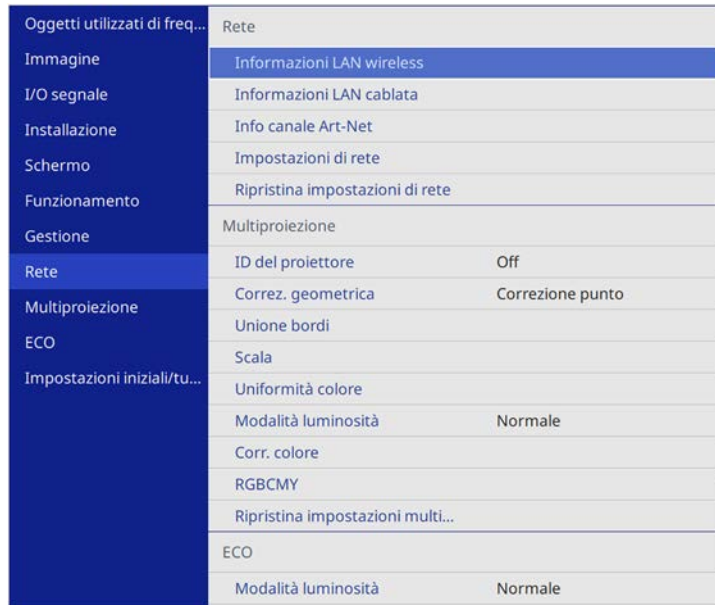 Oggetti utilizzati di freq...
Immagine
I/O segnale
Installazione
Schermo
Funzionamento
Gestione
Rete
Multiproiezione
ECO
Impostazioni iniziali/tu...
Rete
Informazioni LAN wireless
Informazioni LAN cablata
Info canale Art-Net
Impostazioni di rete
Ripristina impostazioni di rete
Multiproiezione
ID del proiettore Off
Correz. geometrica Correzione punto
Unione bordi
Scala
Uniformità colore
Modalità luminosità Normale
Corr. colore
RGBCMY
Ripristina impostazioni multi...
ECO
Modalità luminosità Normale